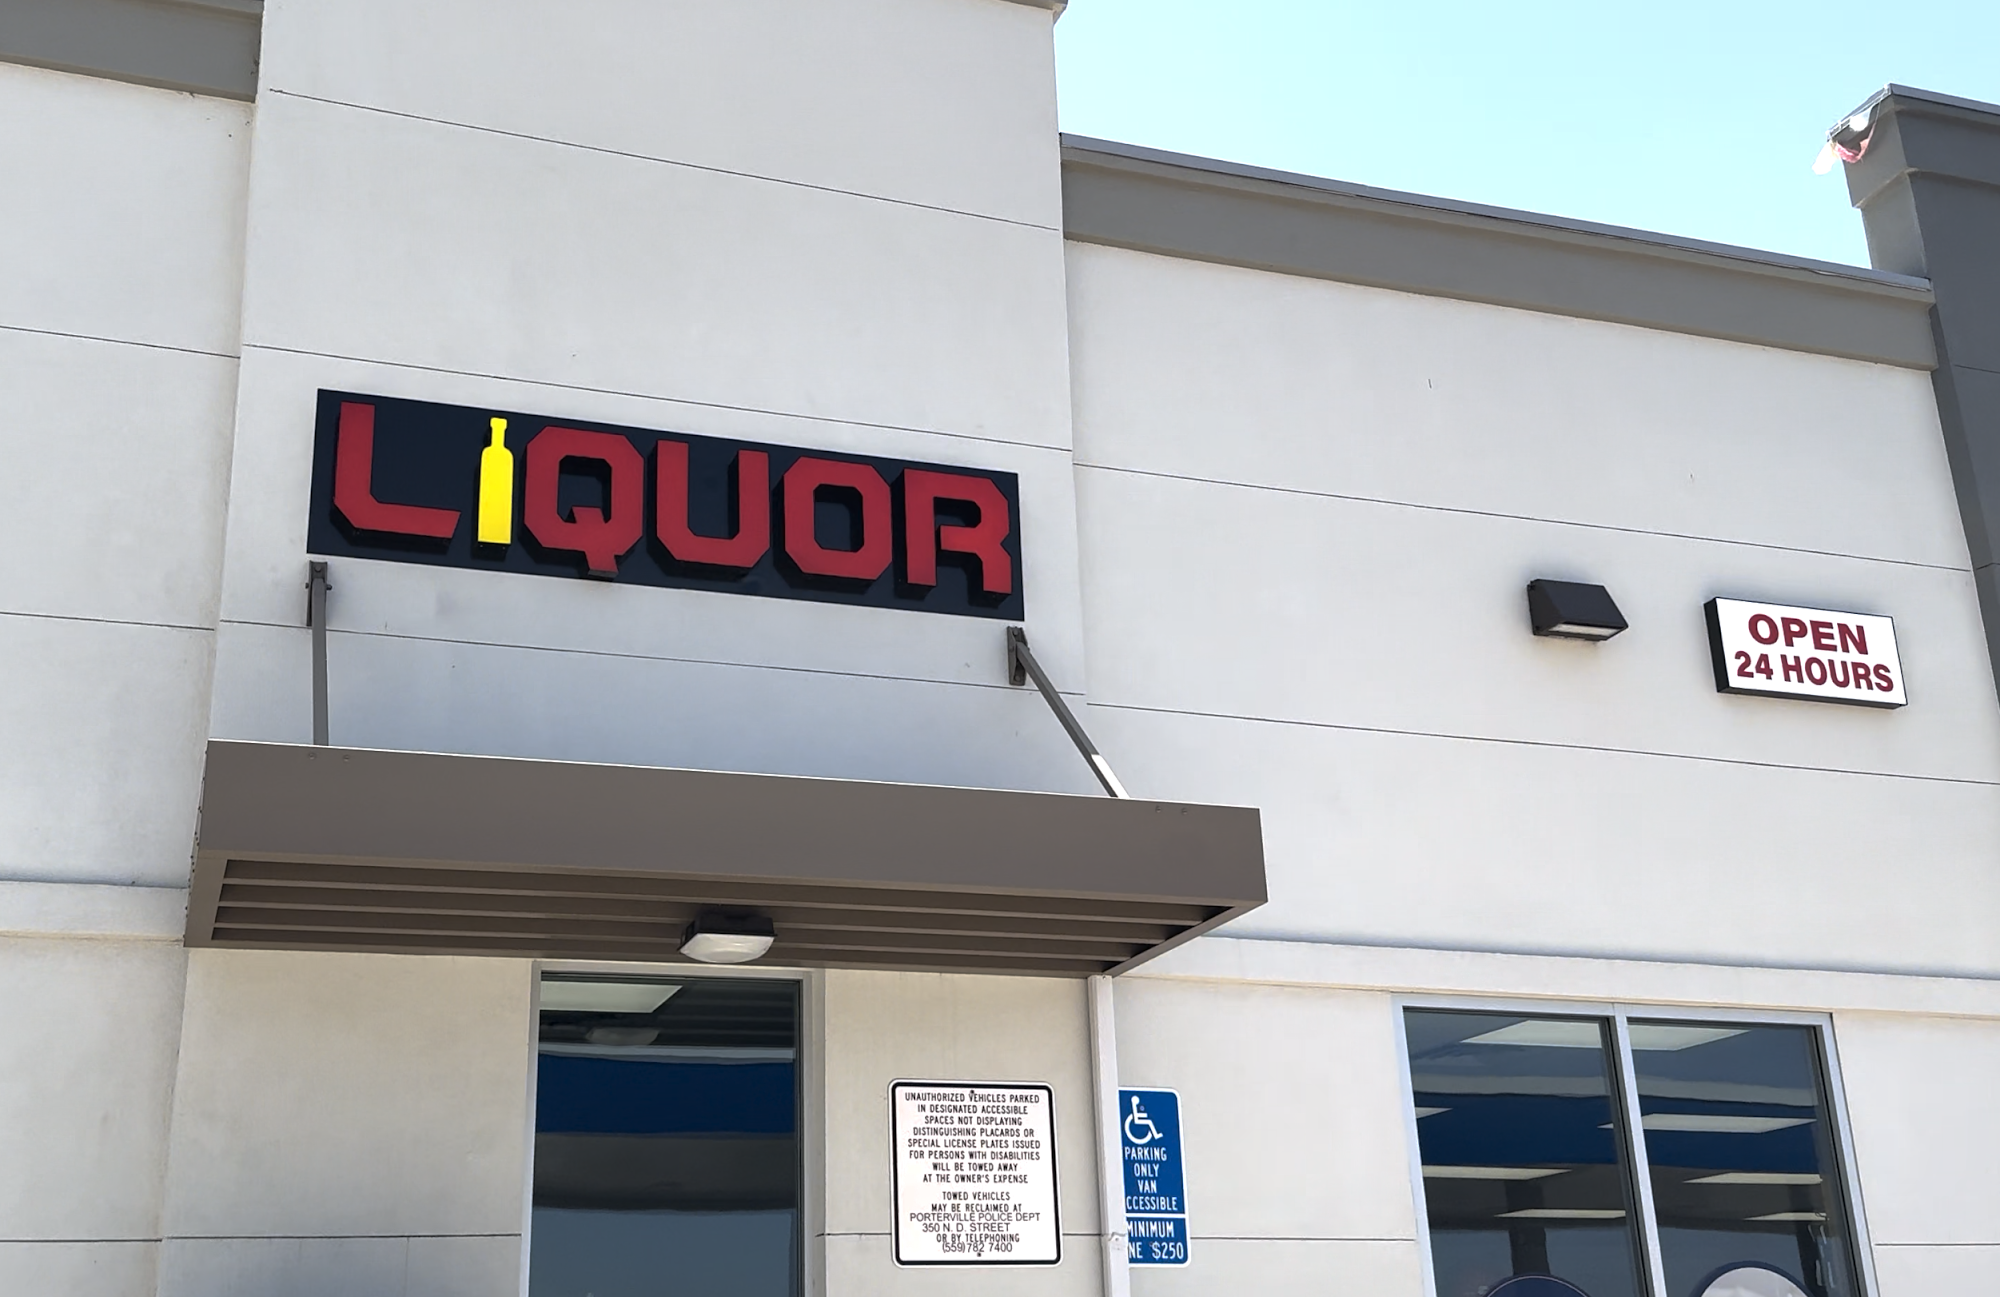 LIQUOR
OPEN
24 HOURS
UNAUTHORIZED VEHICLES PARKED
IN DESIGNATED ACCESSIBLE
SPACES NOT DISPLAYING
DISTINGUISHING PLACARDS OR
SPECIAL LICENSE PLATES ISSUED
FOR PERSONS WITH DISABILITIES
WILL BE TOWED AWAY
AT THE OWNER'S EXPENSE
TOWED VEHICLES
MAY BE RECLAIMED AT
PORTERVILLE POLICE DEPT
350 N. D. STREET
OR BY TELEPHONING
(559)782 7400
PARKING
ONLY
VAN
CCESSIBLE
MINIMUM
NE $250